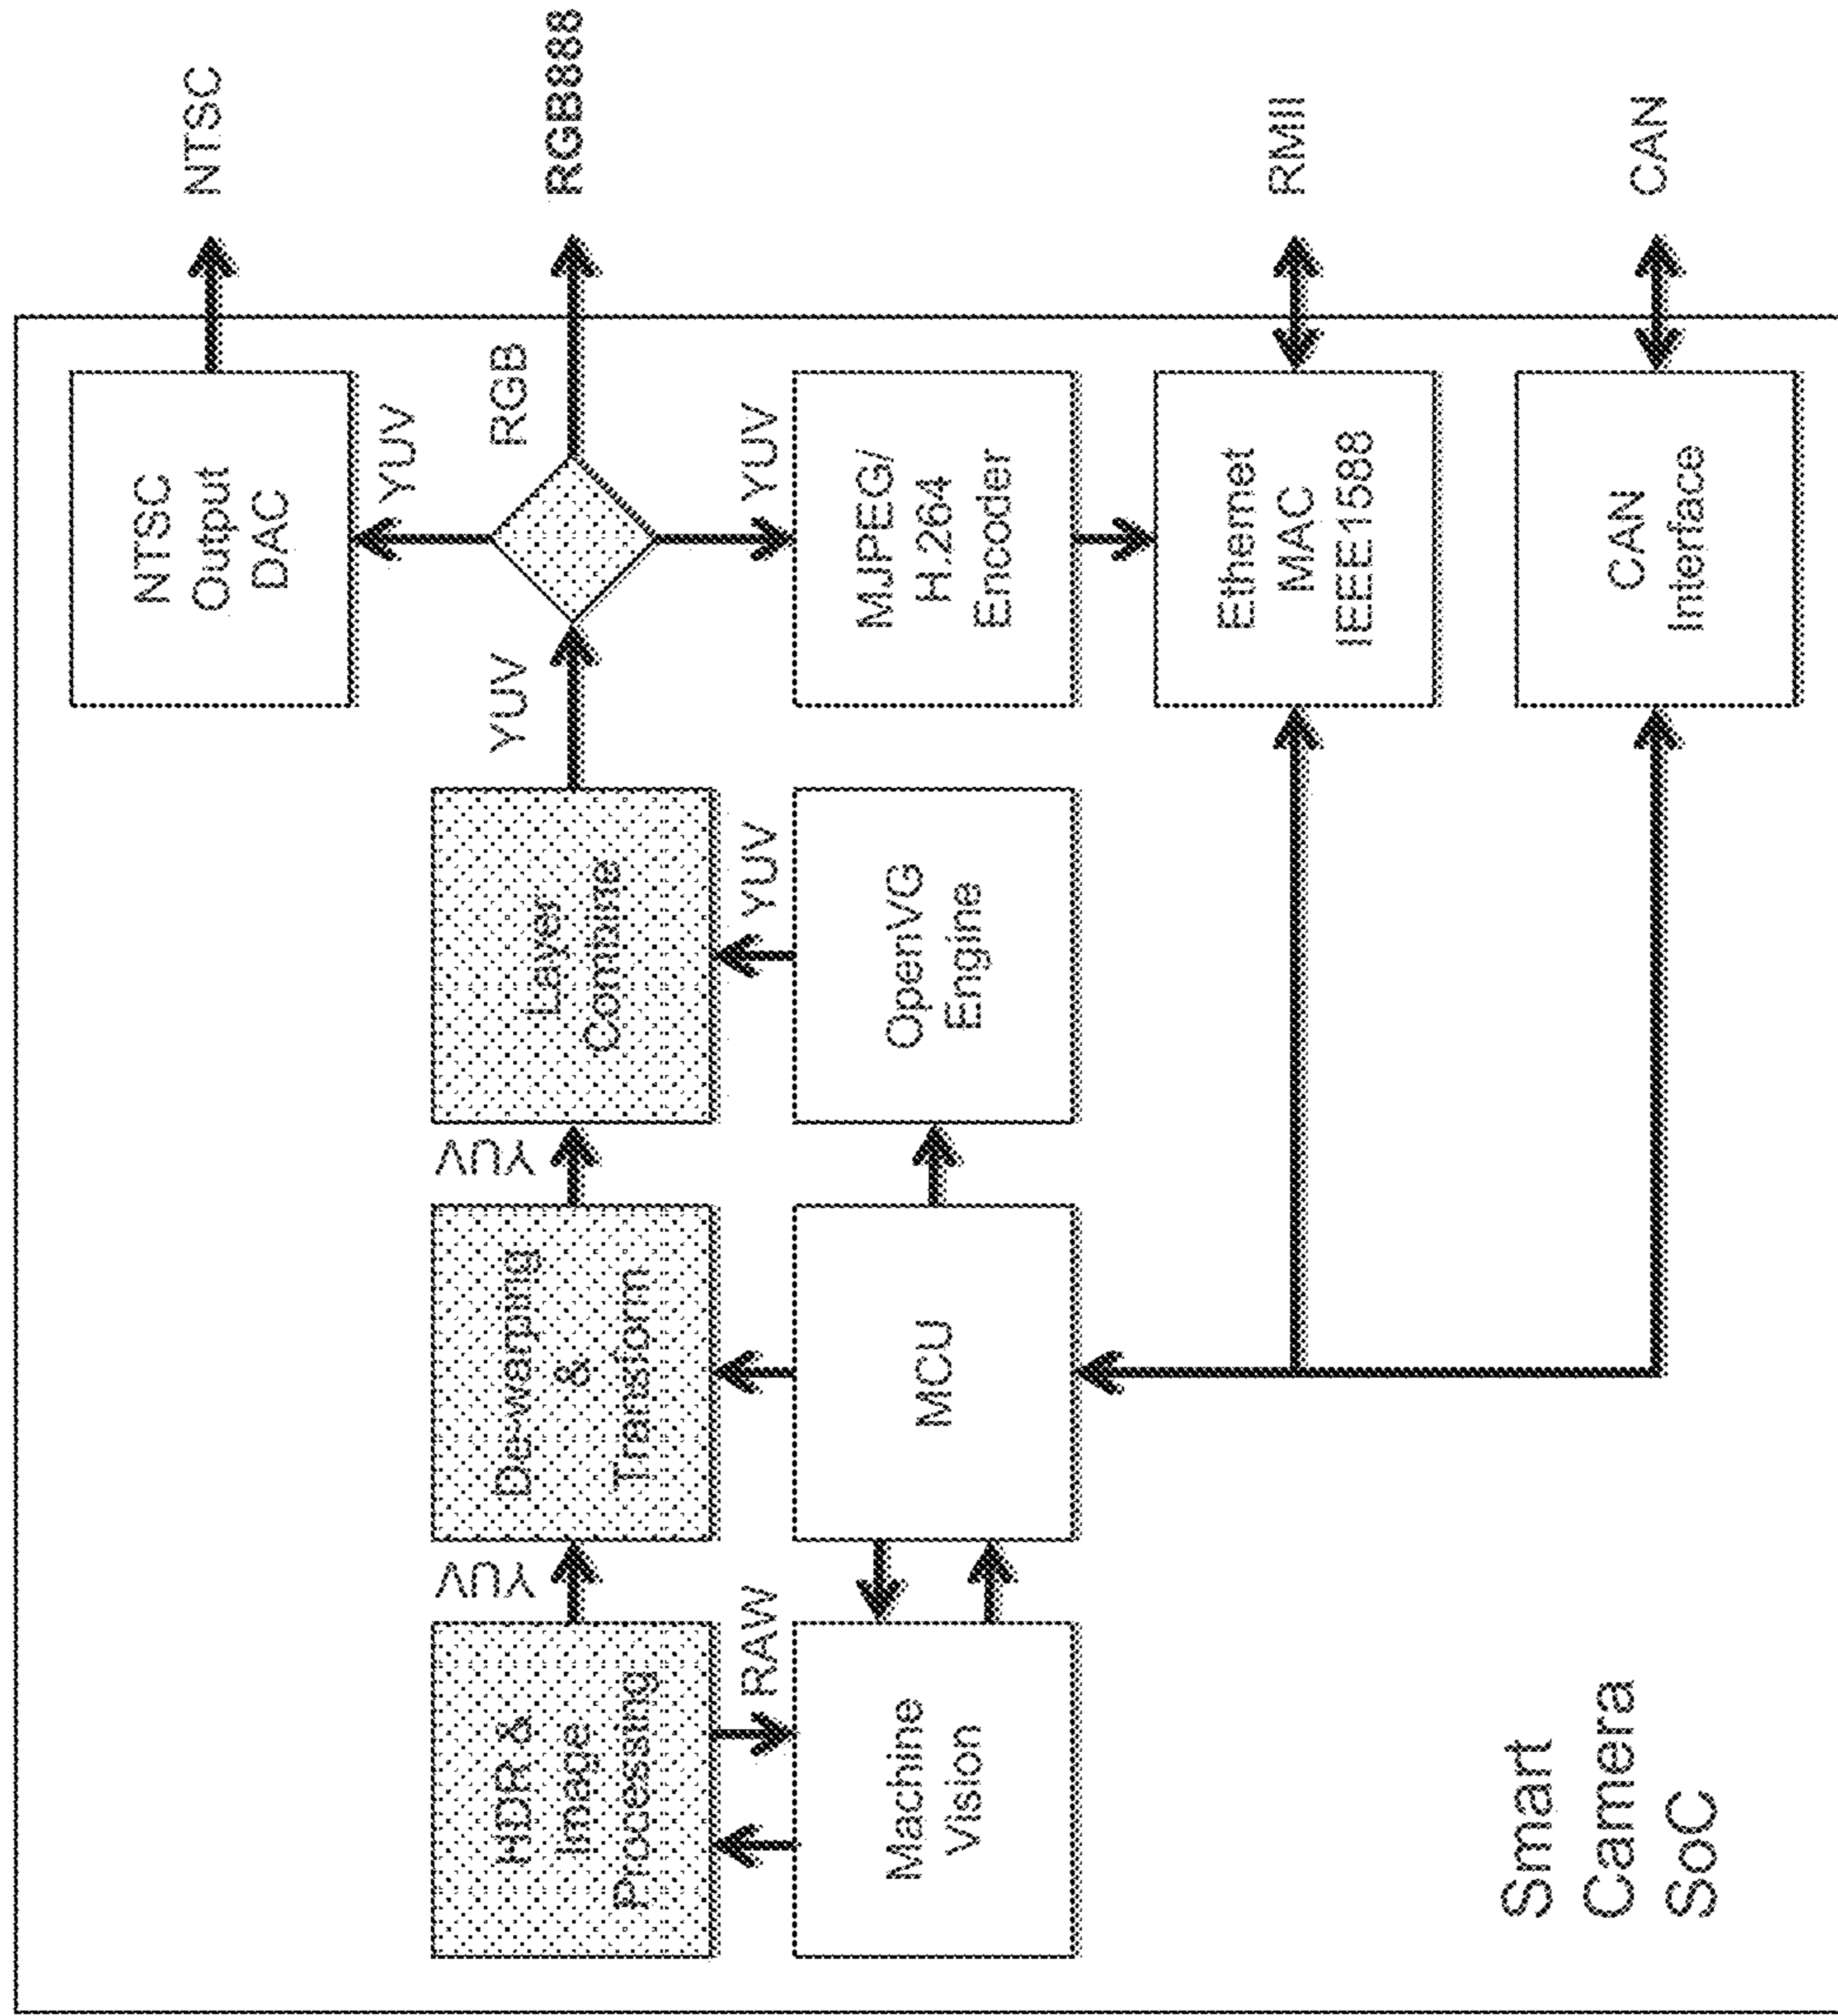 NTSC
Output
DAC
NTSC
YUV
HDR &
Image
Processing
YUV
De-warping
&
Transform
YUV
Layer
Combine
YUV
RGB
RGB888
RAW
YUV
YUV
Machine
Vision
MCU
OpenVG
Engine
MJPEG/
H.264
Encoder
Ethernet
MAC
IEEE1588
RMII
Smart
Camera
SoC
CAN
Interface
CAN